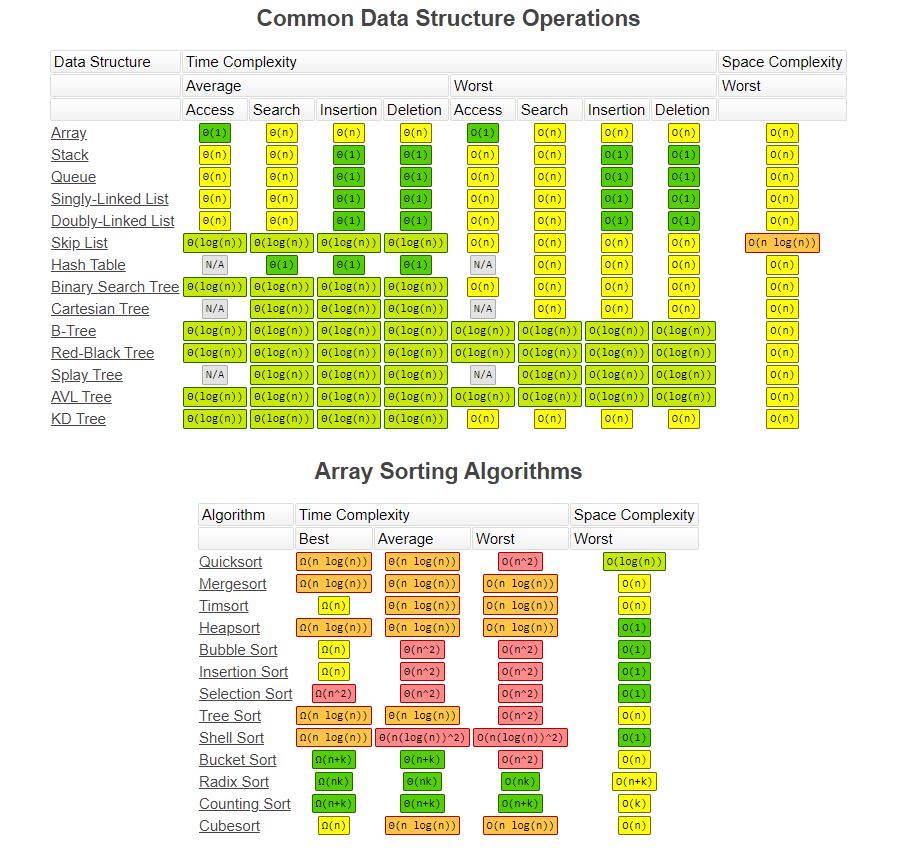 Common Data Structure Operations
Data Structure Time Complexity Space Complexity
Average Worst Worst
Access Search Insertion Deletion Access Search Insertion Deletion
Array Θ(1) Θ(n) Θ(n) Θ(n) O(1) O(n) O(n) O(n) O(n)
Stack Θ(n) Θ(n) Θ(1) Θ(1) O(n) O(n) O(1) O(1) O(n)
Queue Θ(n) Θ(n) Θ(1) Θ(1) O(n) O(n) O(1) O(1) O(n)
Singly-Linked List Θ(n) Θ(n) Θ(1) Θ(1) O(n) O(n) O(1) O(1) O(n)
Doubly-Linked List Θ(n) Θ(n) Θ(1) Θ(1) O(n) O(n) O(1) O(1) O(n)
Skip List Θ(log(n)) Θ(log(n)) Θ(log(n)) Θ(log(n)) O(n) O(n) O(n) O(n) O(n log(n))
Hash Table N/A Θ(1) Θ(1) Θ(1) N/A O(n) O(n) O(n) O(n)
Binary Search Tree Θ(log(n)) Θ(log(n)) Θ(log(n)) Θ(log(n)) O(n) O(n) O(n) O(n) O(n)
Cartesian Tree N/A Θ(log(n)) Θ(log(n)) Θ(log(n)) N/A O(n) O(n) O(n) O(n)
B-Tree Θ(log(n)) Θ(log(n)) Θ(log(n)) Θ(log(n)) O(log(n)) O(log(n)) O(log(n)) O(log(n)) O(n)
Red-Black Tree Θ(log(n)) Θ(log(n)) Θ(log(n)) Θ(log(n)) O(log(n)) O(log(n)) O(log(n)) O(log(n)) O(n)
Splay Tree N/A Θ(log(n)) Θ(log(n)) Θ(log(n)) N/A O(log(n)) O(log(n)) O(log(n)) O(n)
AVL Tree Θ(log(n)) Θ(log(n)) Θ(log(n)) Θ(log(n)) O(log(n)) O(log(n)) O(log(n)) O(log(n)) O(n)
KD Tree Θ(log(n)) Θ(log(n)) Θ(log(n)) Θ(log(n)) O(n) O(n) O(n) O(n) O(n)
Array Sorting Algorithms
Algorithm Time Complexity Space Complexity
Best Average Worst Worst
Quicksort Ω(n log(n)) Θ(n log(n)) O(n^2) O(log(n))
Mergesort Ω(n log(n)) Θ(n log(n)) O(n log(n)) O(n)
Timsort Ω(n) Θ(n log(n)) O(n log(n)) O(n)
Heapsort Ω(n log(n)) Θ(n log(n)) O(n log(n)) O(1)
Bubble Sort Ω(n) Θ(n^2) O(n^2) O(1)
Insertion Sort Ω(n) Θ(n^2) O(n^2) O(1)
Selection Sort Ω(n^2) Θ(n^2) O(n^2) O(1)
Tree Sort Ω(n log(n)) Θ(n log(n)) O(n^2) O(n)
Shell Sort Ω(n log(n)) Θ(n(log(n))^2) O(n(log(n))^2) O(1)
Bucket Sort Ω(n+k) Θ(n+k) O(n^2) O(n)
Radix Sort Ω(nk) Θ(nk) O(nk) O(n+k)
Counting Sort Ω(n+k) Θ(n+k) O(n+k) O(k)
Cubesort Ω(n) Θ(n log(n)) O(n log(n)) O(n)